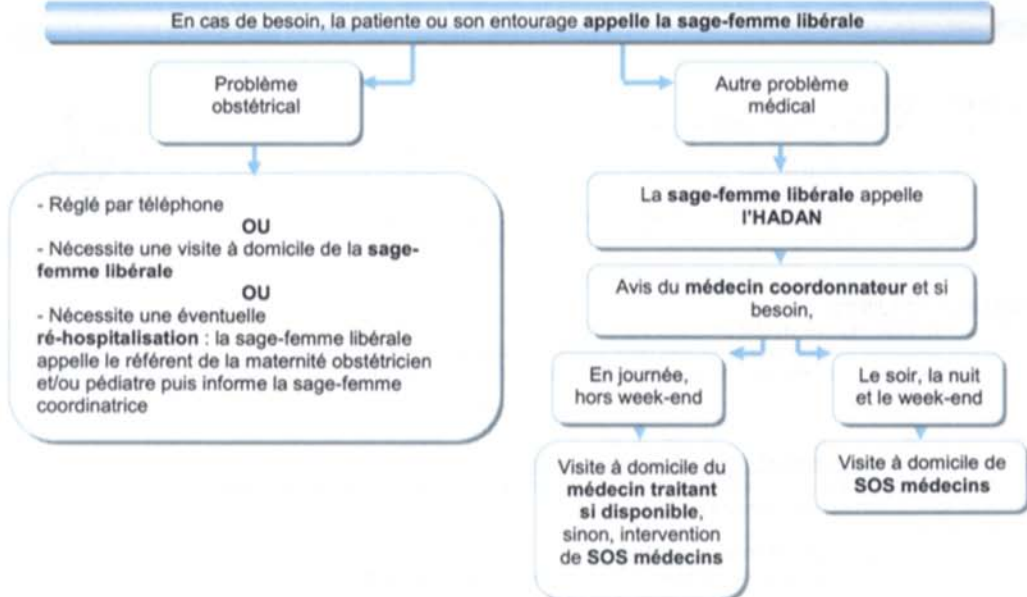 En cas de besoin, la patiente ou son entourage appelle la sage-femme libérale
Problème
obstétrical
Autre problème
médical
- Réglé par téléphone
OU
- Nécessite une visite à domicile de la sage-
femme libérale
OU
- Nécessite une éventuelle
ré-hospitalisation : la sage-femme libérale
appelle le référent de la maternité obstétricien
et/ou pédiatre puis informe la sage-femme
coordinatrice
La sage-femme libérale appelle
l'HADAN
Avis du médecin coordonnateur et si
besoin,
En journée,
hors week-end
Le soir, la nuit
et le week-end
Visite à domicile du
médecin traitant
si disponible,
sinon, intervention
de SOS médecins
Visite à domicile de
SOS médecins